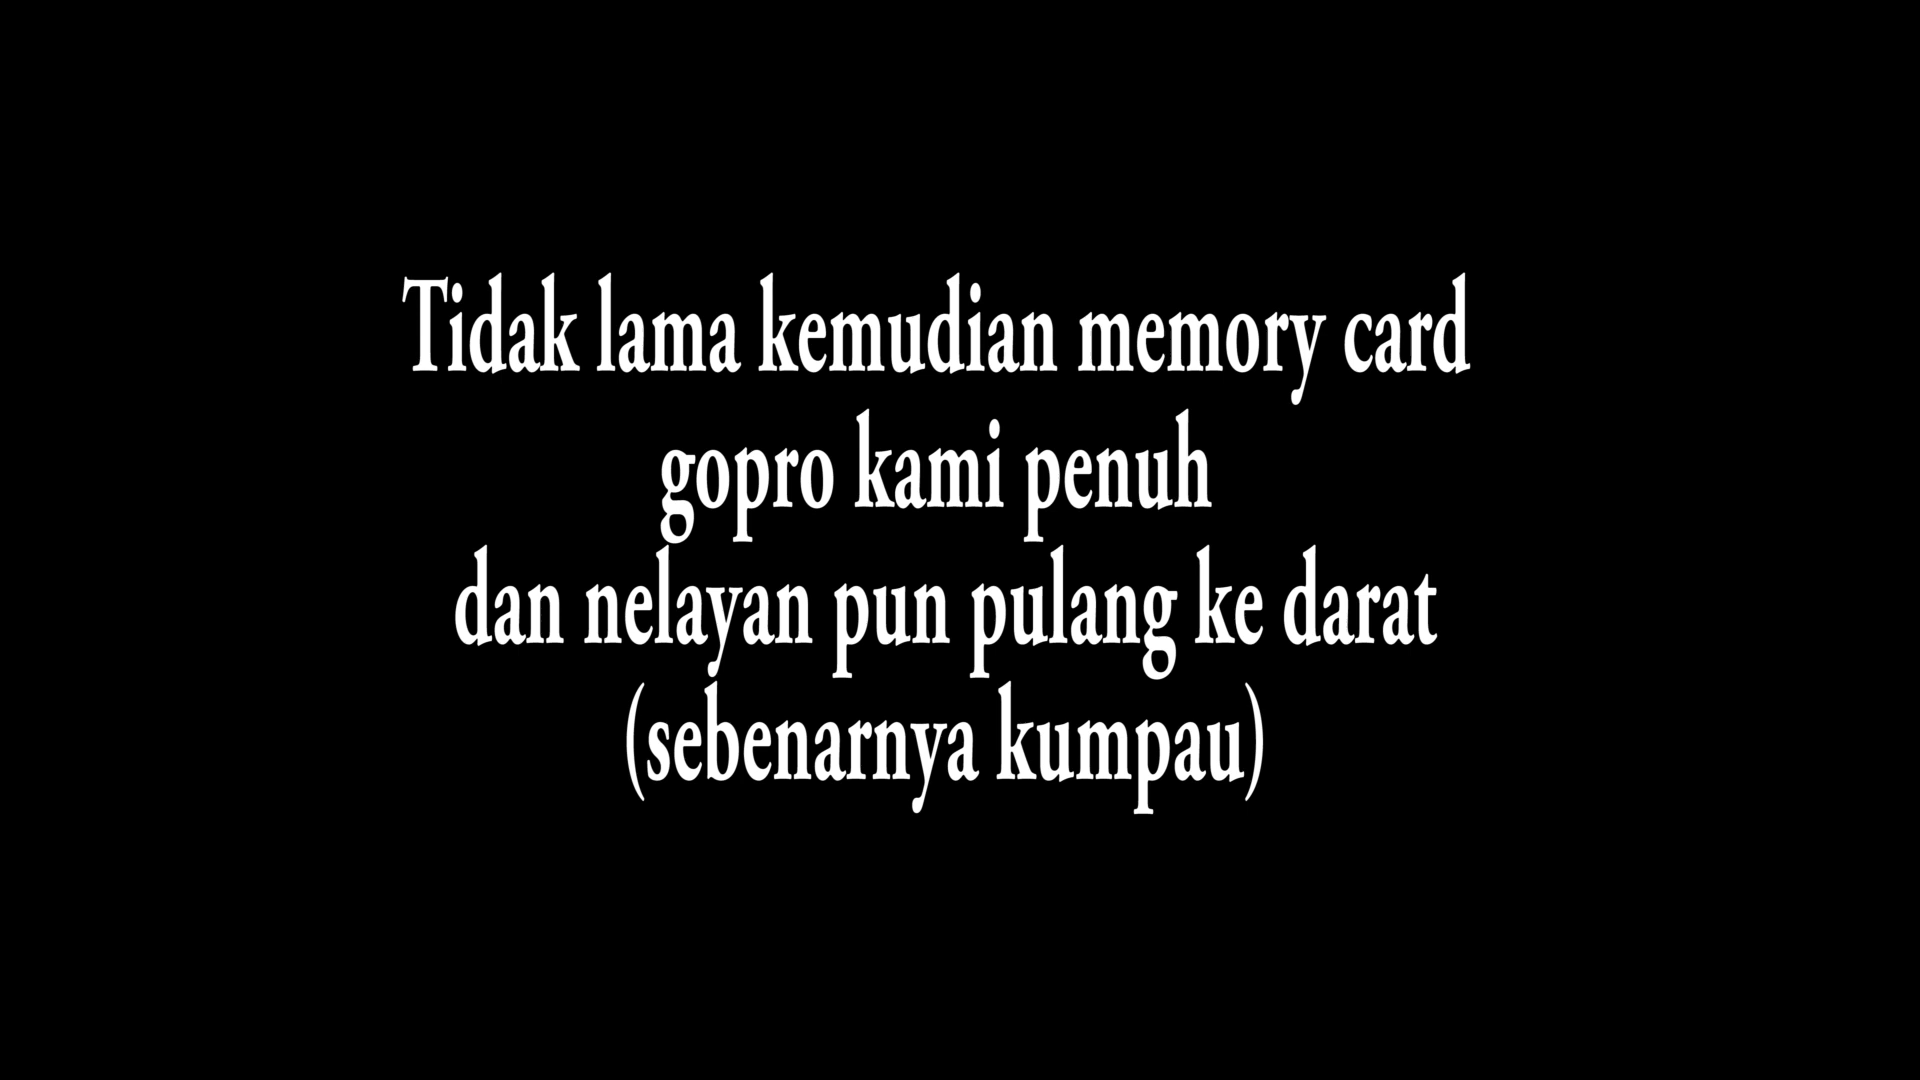 Tidak lama kemudian memory card
gopro kami penuh
dan nelayan pun pulang ke darat
(sebenarnya kumpau)